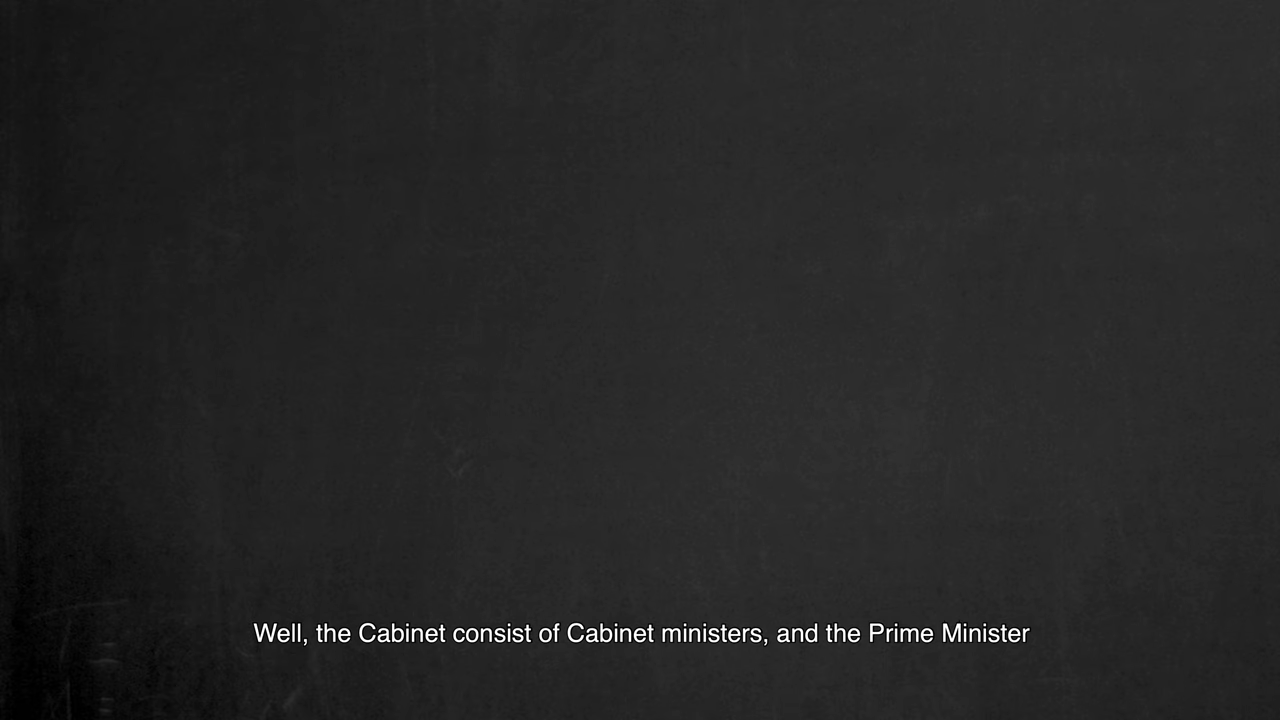 Well, the Cabinet consist of Cabinet ministers, and the Prime Minister